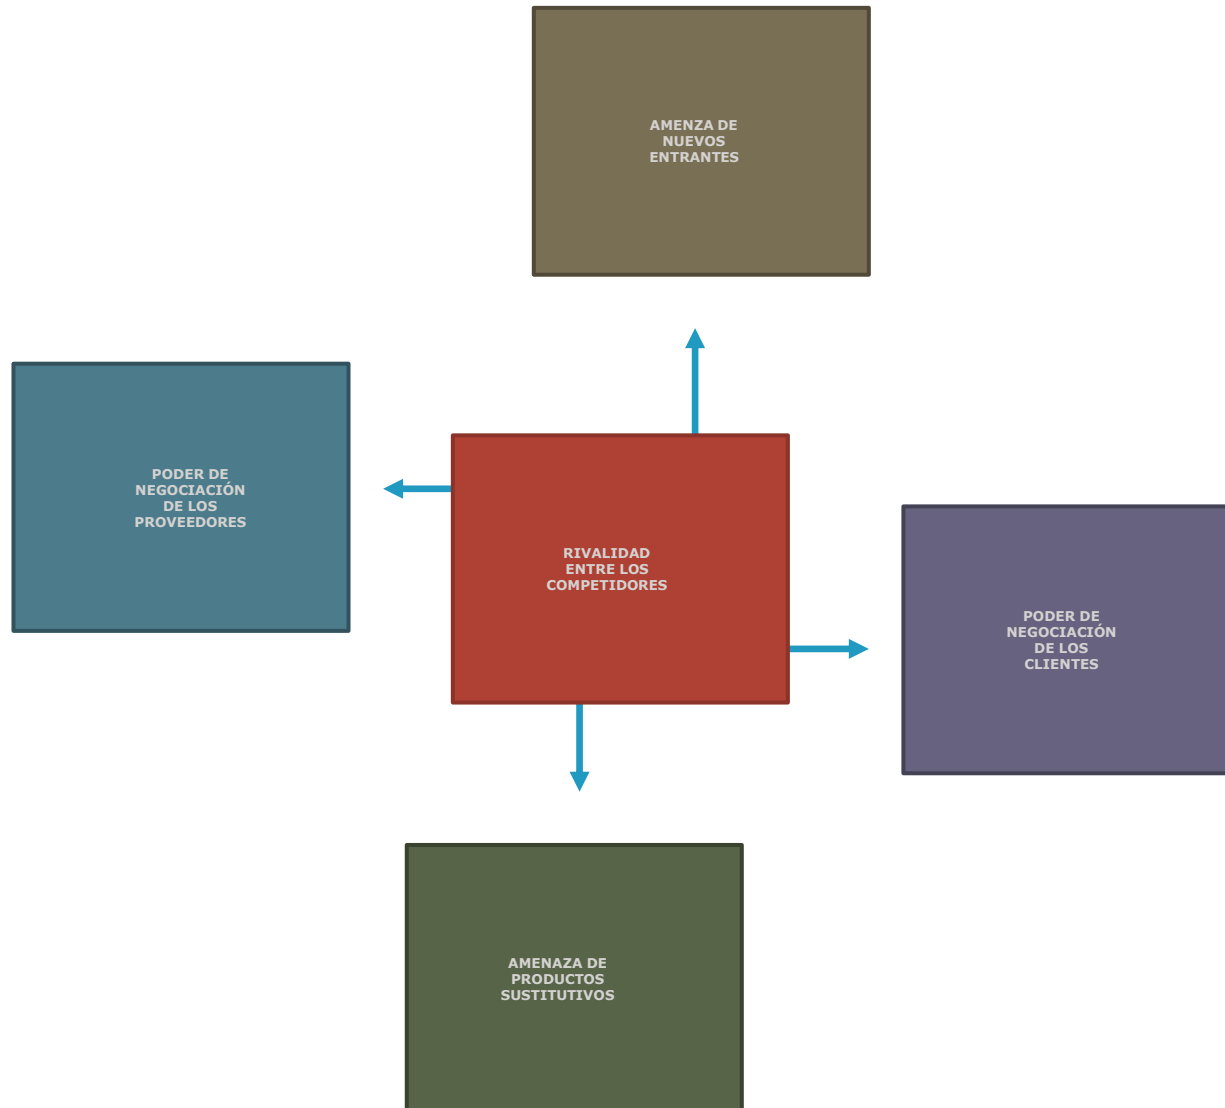 AMENZA DE
NUEVOS
ENTRANTES
PODER DE
NEGOCIACIÓN
DE LOS
PROVEEDORES
RIVALIDAD
ENTRE LOS
COMPETIDORES
PODER DE
NEGOCIACIÓN
DE LOS
CLIENTES
AMENAZA DE
PRODUCTOS
SUSTITUTIVOS